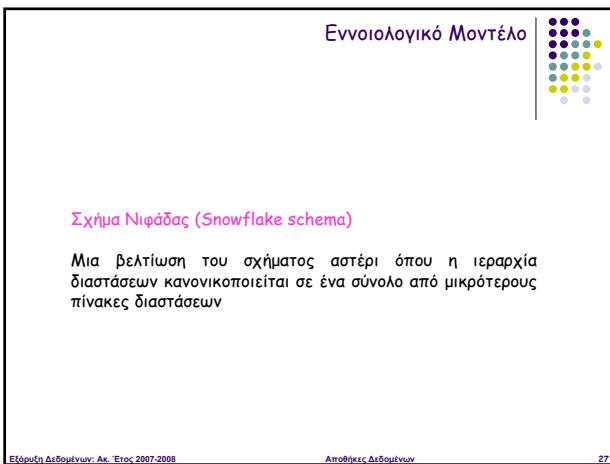 Εννοιολογικό Μοντέλο
Σχήμα Νιφάδας (Snowflake schema)
Μια βελτίωση του σχήματος αστέρι όπου η ιεραρχία
διαστάσεων κανονικοποιείται σε ένα σύνολο από μικρότερους
πίνακες διαστάσεων
Εξόρυξη Δεδομένων: Ακ. Έτος 2007-2008 Αποθήκες Δεδομένων 27